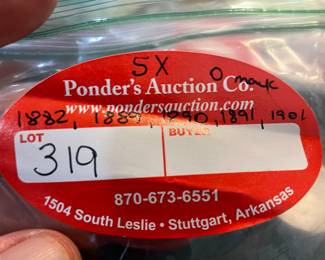 5X O mark
Ponder's Auction Co.
www.pondersauction.com
1882, 1889, 1890, 1891, 1901
LOT BUYER
319
870-673-6551
1504 South Leslie • Stuttgart, Arkansas